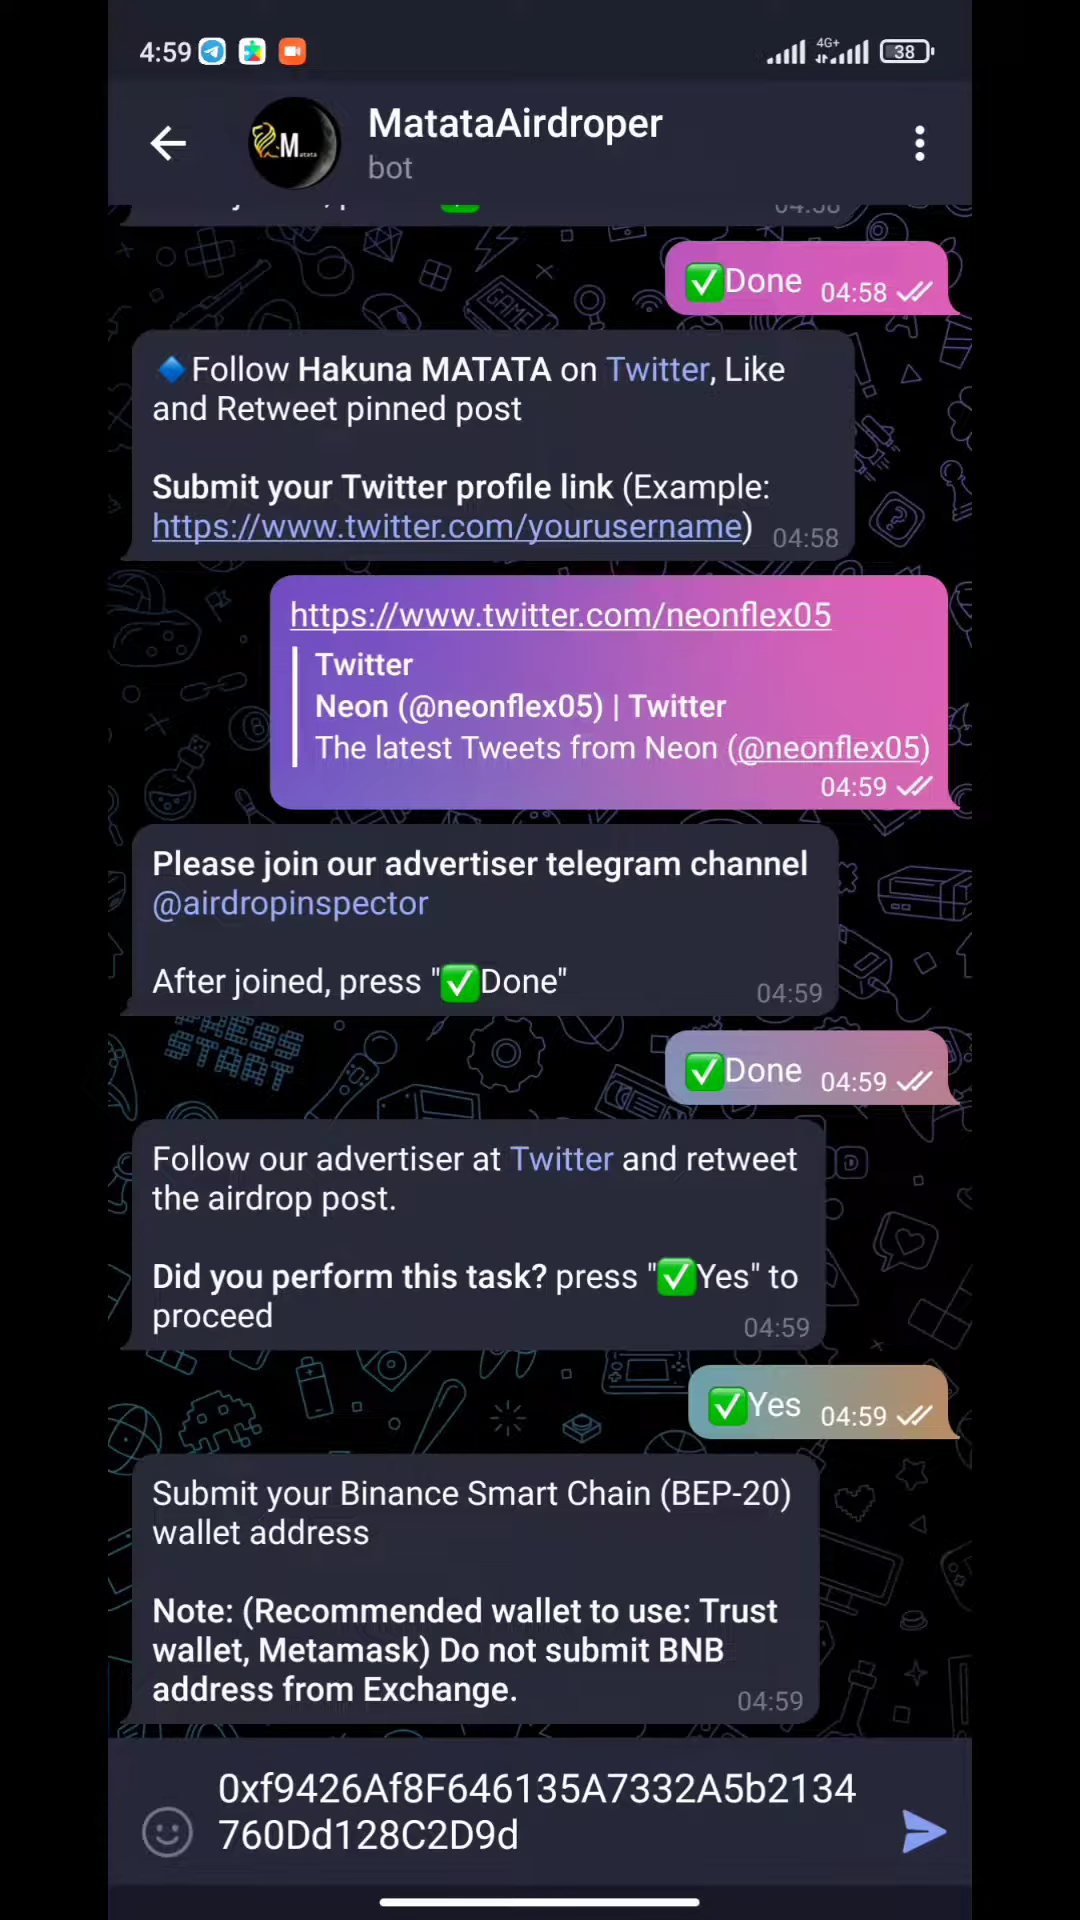 4:59 4G+ 38
MatataAirdroper
bot
M
✅Done 04:58
🔹Follow Hakuna MATATA on Twitter, Like
and Retweet pinned post
Submit your Twitter profile link (Example:
https://www.twitter.com/yourusername) 04:58
https://www.twitter.com/neonflex05
Twitter
Neon (@neonflex05) | Twitter
The latest Tweets from Neon (@neonflex05)
04:59
Please join our advertiser telegram channel
@airdropinspector
After joined, press "✅Done" 04:59
PRESS
START
✅Done 04:59
Follow our advertiser at Twitter and retweet
the airdrop post.
Did you perform this task? press "✅Yes" to
proceed 04:59
✅Yes 04:59
Submit your Binance Smart Chain (BEP-20)
wallet address
Note: (Recommended wallet to use: Trust
wallet, Metamask) Do not submit BNB
address from Exchange. 04:59
0xf9426Af8F646135A7332A5b2134
760Dd128C2D9d